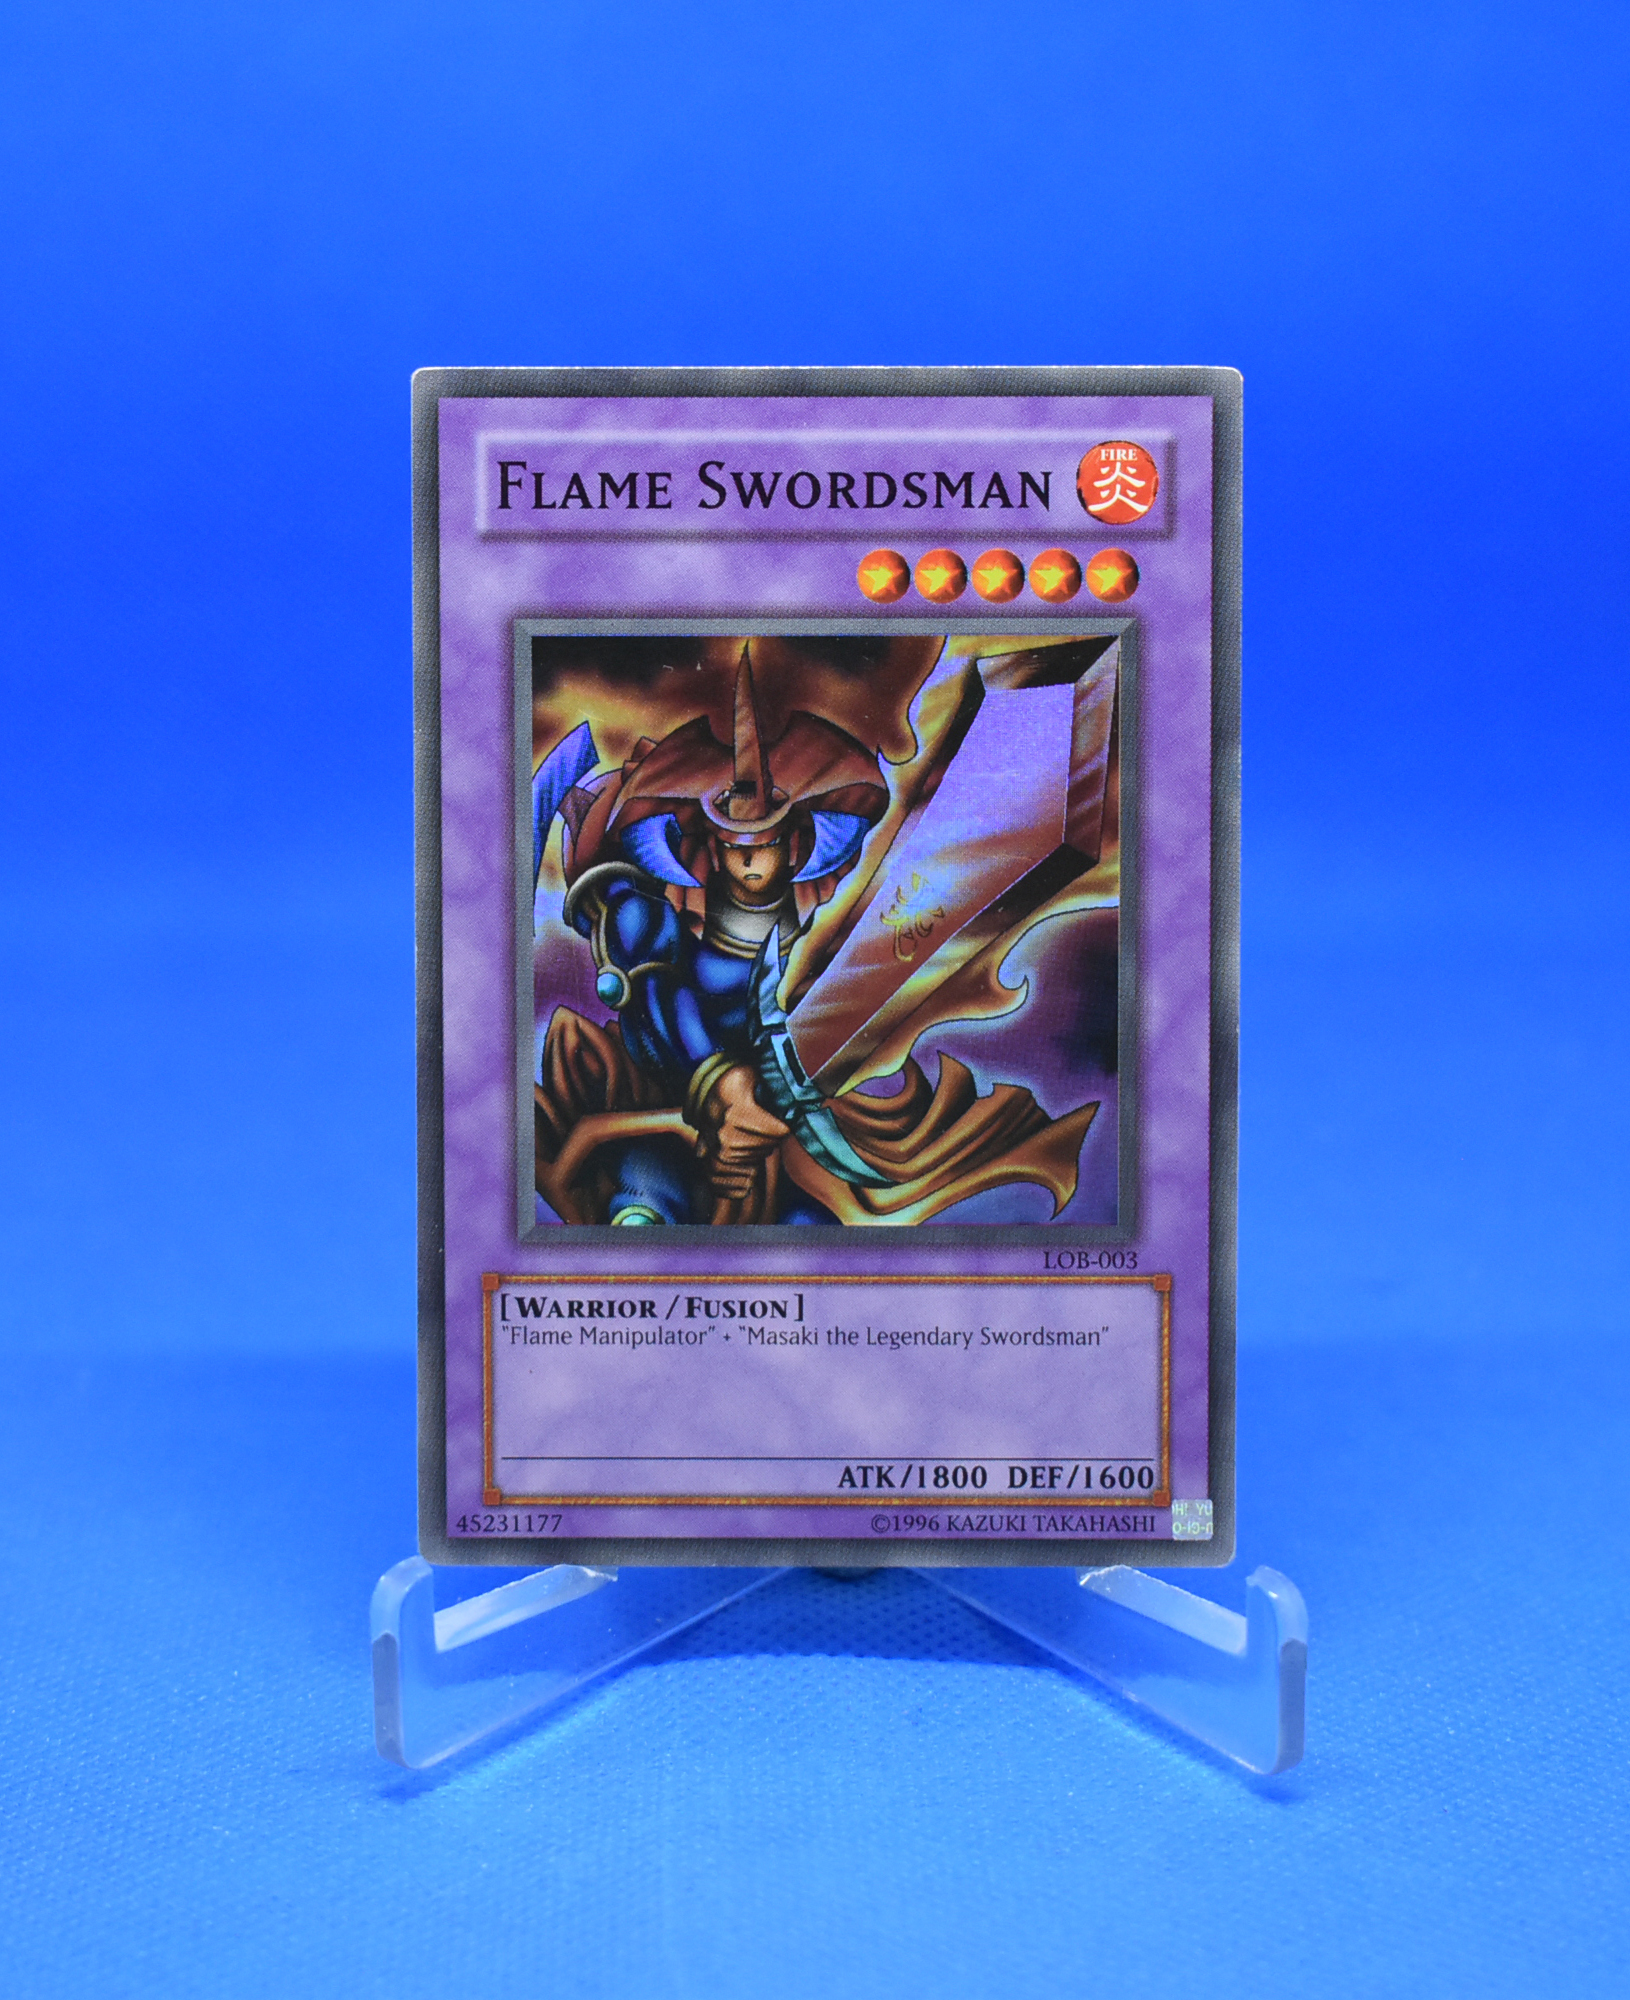 FLAME SWORDSMAN
FIRE
炎
LOB-003
[WARRIOR / FUSION]
"Flame Manipulator" + "Masaki the Legendary Swordsman"
ATK/1800 DEF/1600
45231177
©1996 KAZUKI TAKAHASHI